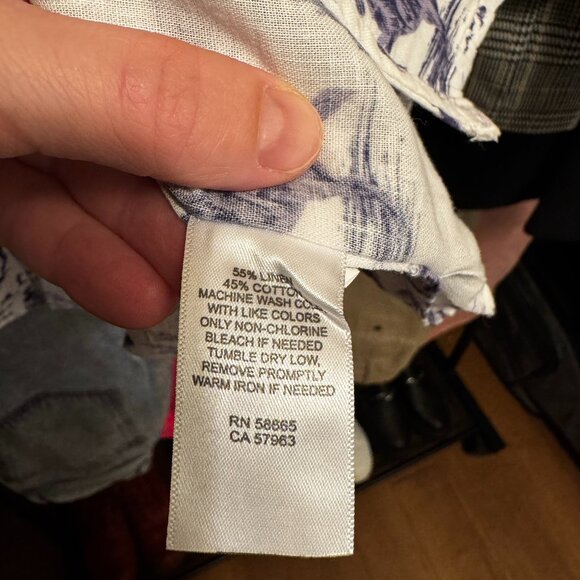 55% LINEN
45% COTTON
MACHINE WASH COLD
WITH LIKE COLORS
ONLY NON-CHLORINE
BLEACH IF NEEDED
TUMBLE DRY LOW,
REMOVE PROMPTLY
WARM IRON IF NEEDED
RN 58665
CA 57963